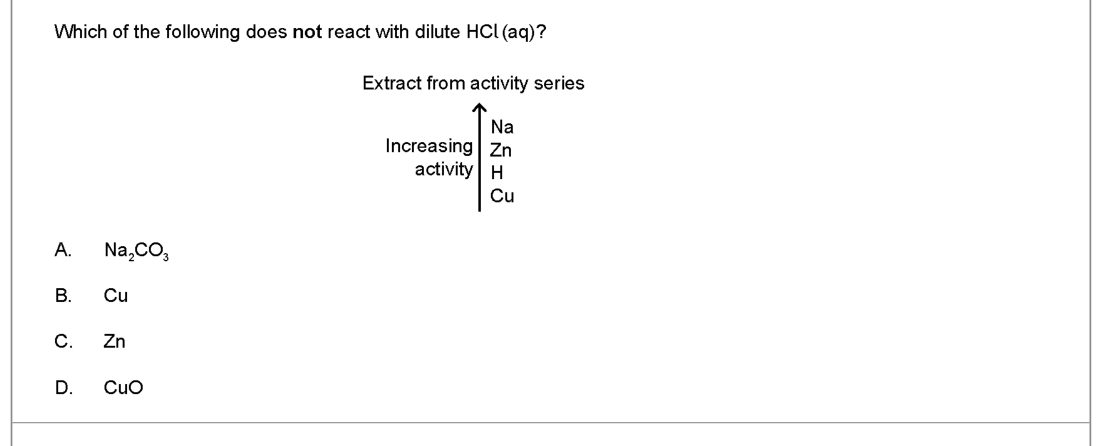 Which of the following does not react with dilute HCl (aq)?
Extract from activity series
Na
Increasing Zn
activity H
Cu
A. Na₂CO₃
B. Cu
C. Zn
D. CuO